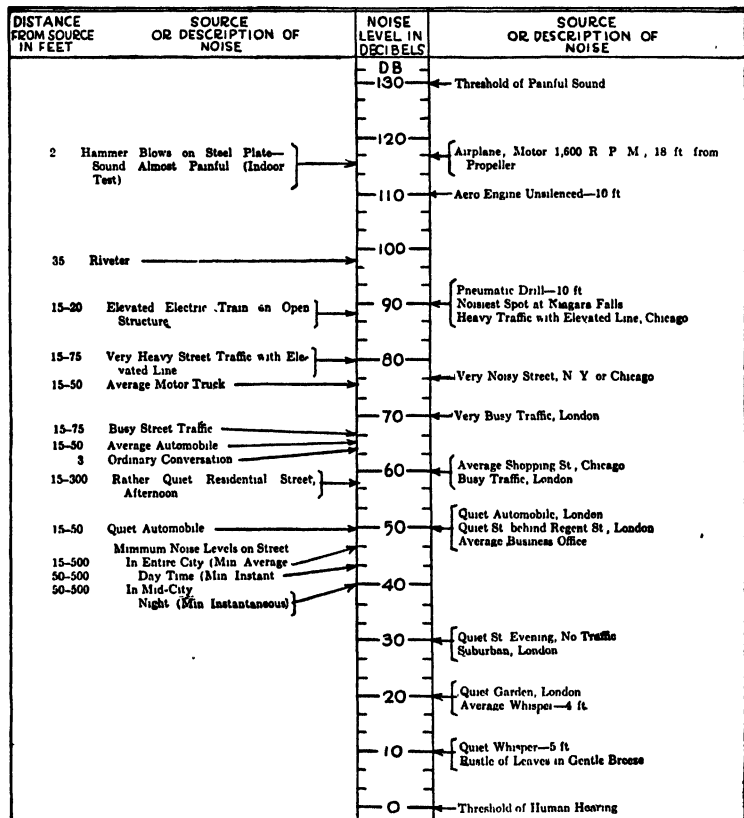 DISTANCE FROM SOURCE IN FEET
SOURCE OR DESCRIPTION OF NOISE
NOISE LEVEL IN DECIBELS
SOURCE OR DESCRIPTION OF NOISE
DB
130 Threshold of Painful Sound
120
2 Hammer Blows on Steel Plate—
Sound Almost Painful (Indoor
Test)
Airplane, Motor 1,600 R P M, 18 ft from
Propeller
110 Aero Engine Unsilenced—10 ft
100
35 Riveter
15-20 Elevated Electric Train on Open
Structure
90
Pneumatic Drill—10 ft
Noisiest Spot at Niagara Falls
Heavy Traffic with Elevated Line, Chicago
15-75 Very Heavy Street Traffic with Ele-
vated Line
80
15-50 Average Motor Truck
Very Noisy Street, N Y or Chicago
70 Very Busy Traffic, London
15-75 Busy Street Traffic
15-50 Average Automobile
3 Ordinary Conversation
60
Average Shopping St, Chicago
Busy Traffic, London
15-300 Rather Quiet Residential Street,
Afternoon
15-50 Quiet Automobile
50
Quiet Automobile, London
Quiet St behind Regent St, London
Average Business Office
Minimum Noise Levels on Street
15-500 In Entire City (Min Average
50-500 Day Time (Min Instant
50-500 In Mid-City
Night (Min Instantaneous)
40
30
Quiet St Evening, No Traffic
Suburban, London
20
Quiet Garden, London
Average Whisper—4 ft
10
Quiet Whisper—5 ft
Rustle of Leaves in Gentle Breeze
0 Threshold of Human Hearing